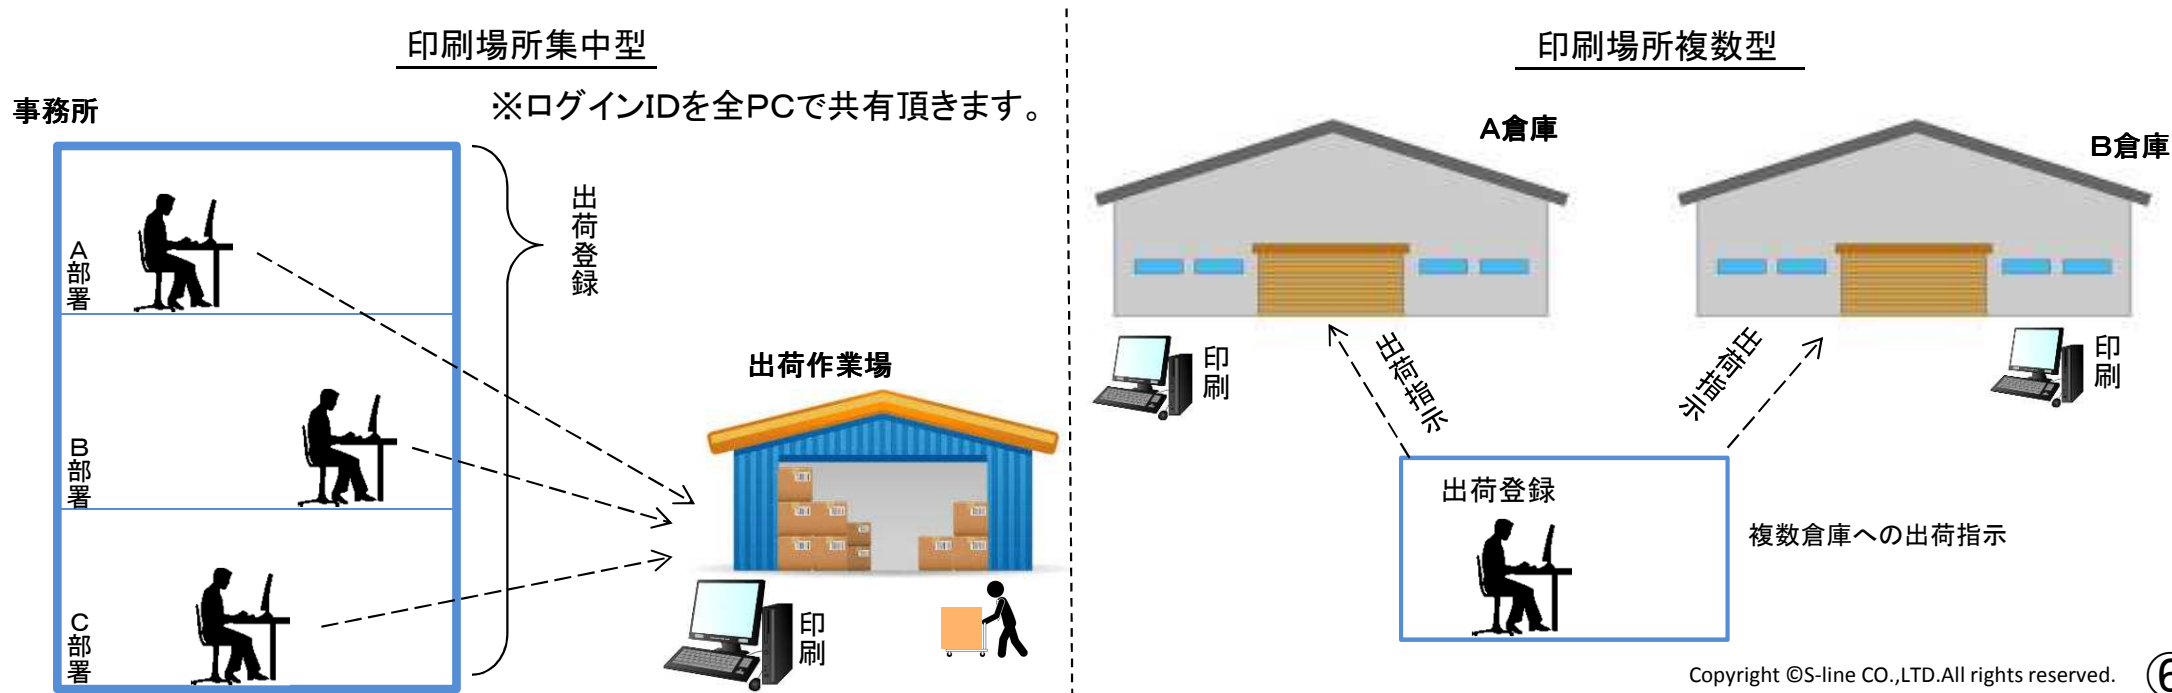 印刷場所集中型
※ログインIDを全PCで共有頂きます。
事務所
A部署
B部署
C部署
出荷登録
出荷作業場
印刷
印刷場所複数型
A倉庫
B倉庫
印刷
出荷指示
出荷指示
印刷
出荷登録
複数倉庫への出荷指示
Copyright ©S-line CO.,LTD.All rights reserved.
⑥